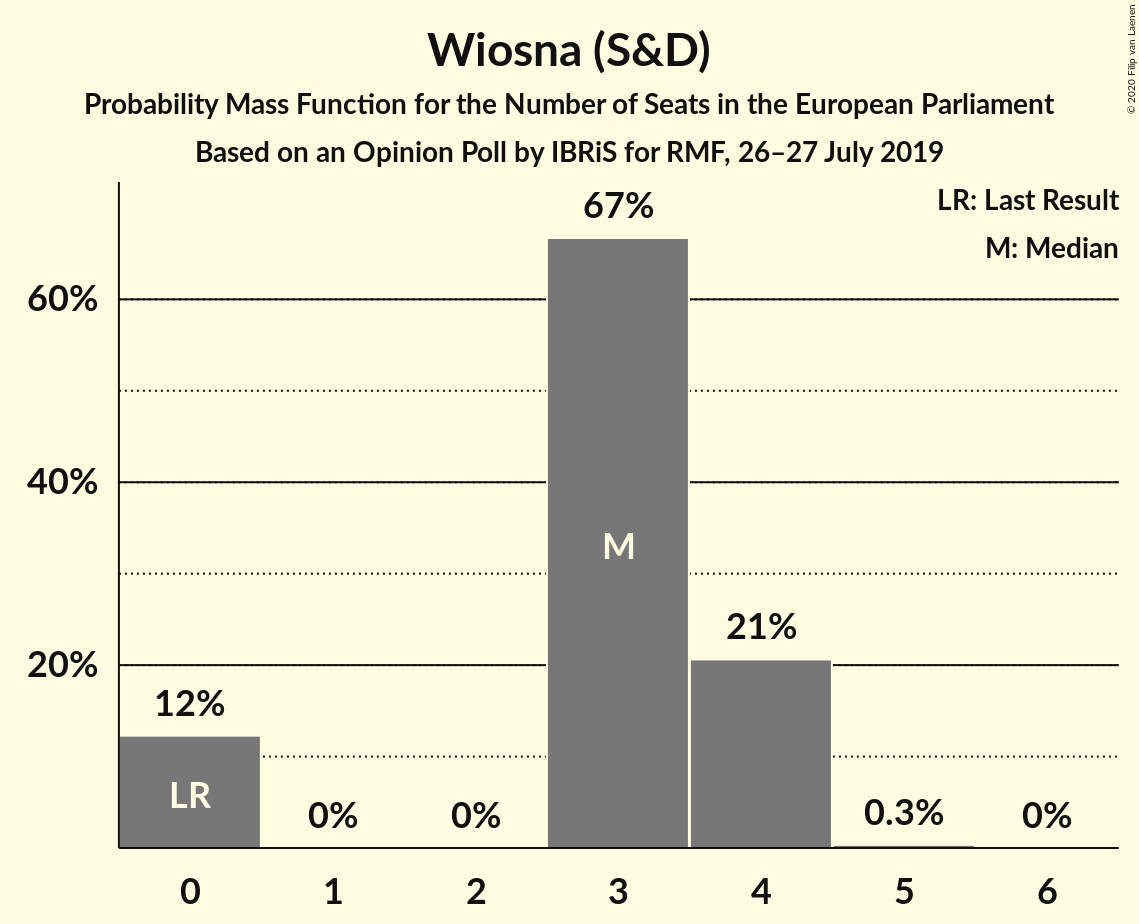 Wiosna (S&D)
Probability Mass Function for the Number of Seats in the European Parliament
Based on an Opinion Poll by IBRiS for RMF, 26–27 July 2019
© 2020 Filip van Laenen
LR: Last Result
M: Median
60%
40%
20%
12%
0%
0%
67%
21%
0.3%
0%
LR
M
0
1
2
3
4
5
6